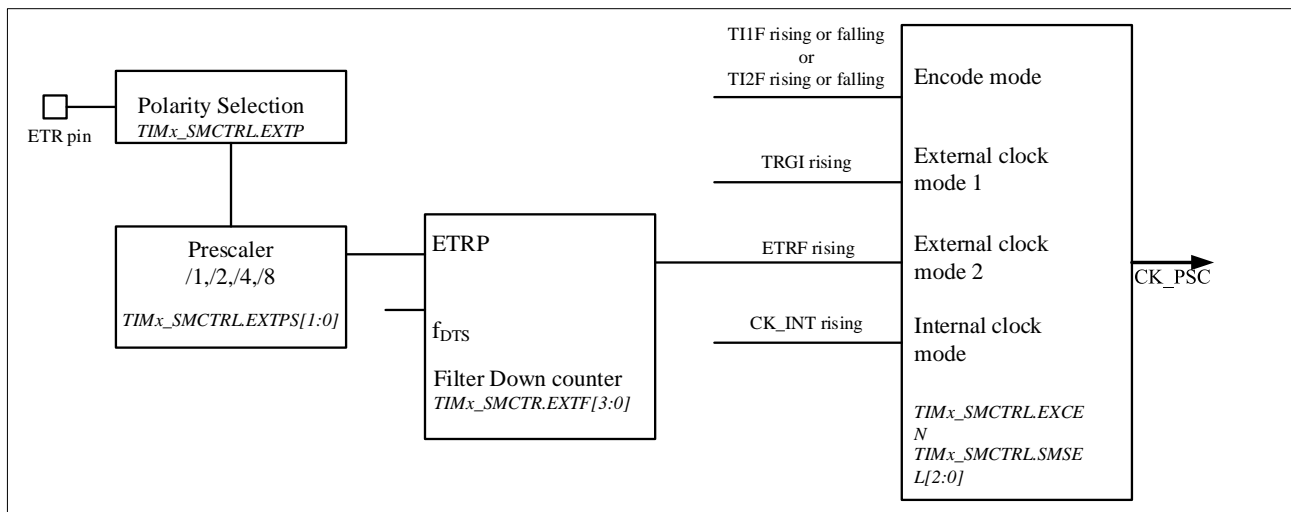 ETR pin
Polarity Selection
TIMx_SMCTRL.EXTP
Prescaler
/1,/2,/4,/8
TIMx_SMCTRL.EXTPS[1:0]
ETRP
fDTS
Filter Down counter
TIMx_SMCTR.EXTF[3:0]
TI1F rising or falling
or
TI2F rising or falling
TRGI rising
ETRF rising
CK_INT rising
Encode mode
External clock
mode 1
External clock
mode 2
Internal clock
mode
TIMx_SMCTRL.EXCE
N
TIMx_SMCTRL.SMSE
L[2:0]
CK_PSC